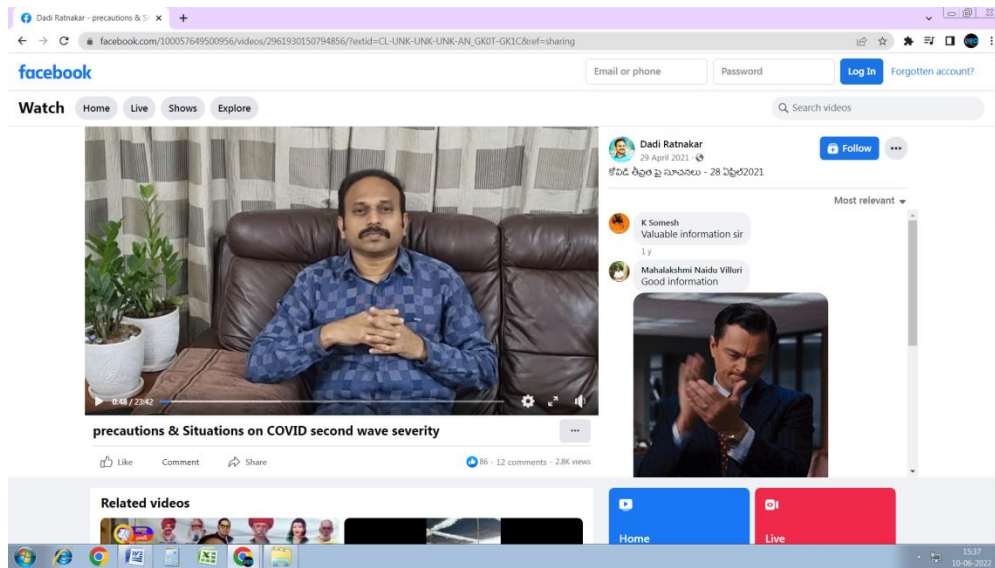 Dadi Ratnakar - precautions & Si
facebook.com/100057649500956/videos/2961930150794856/?extid=CL-UNK-UNK-UNK-AN_GK0T-GK1C&ref=sharing
facebook
Email or phone
Password
Log In
Forgotten account?
Watch
Home
Live
Shows
Explore
Search videos
Dadi Ratnakar
29 April 2021 ·
Follow
కోవిడ్ తీవ్రత పై సూచనలు - 28 ఏప్రిల్2021
Most relevant
K Somesh
Valuable information sir
1 y
Mahalakshmi Naidu Villuri
Good information
0:48 / 23:42
precautions & Situations on COVID second wave severity
Like
Comment
Share
86 · 12 comments · 2.8K views
Related videos
Home
Live
15:37
10-06-2022